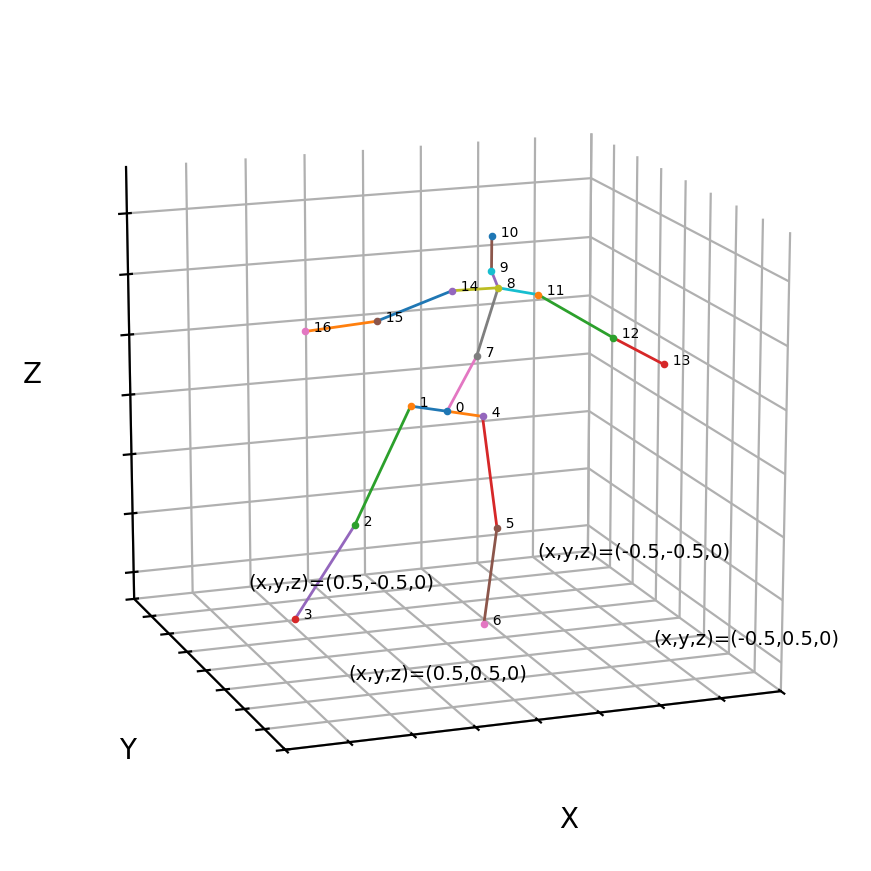 10
9
8
14
11
16
15
12
7
13
Z
1
0
4
2
5
(x,y,z)=(-0.5,-0.5,0)
(x,y,z)=(0.5,-0.5,0)
3
6
(x,y,z)=(-0.5,0.5,0)
(x,y,z)=(0.5,0.5,0)
Y
X